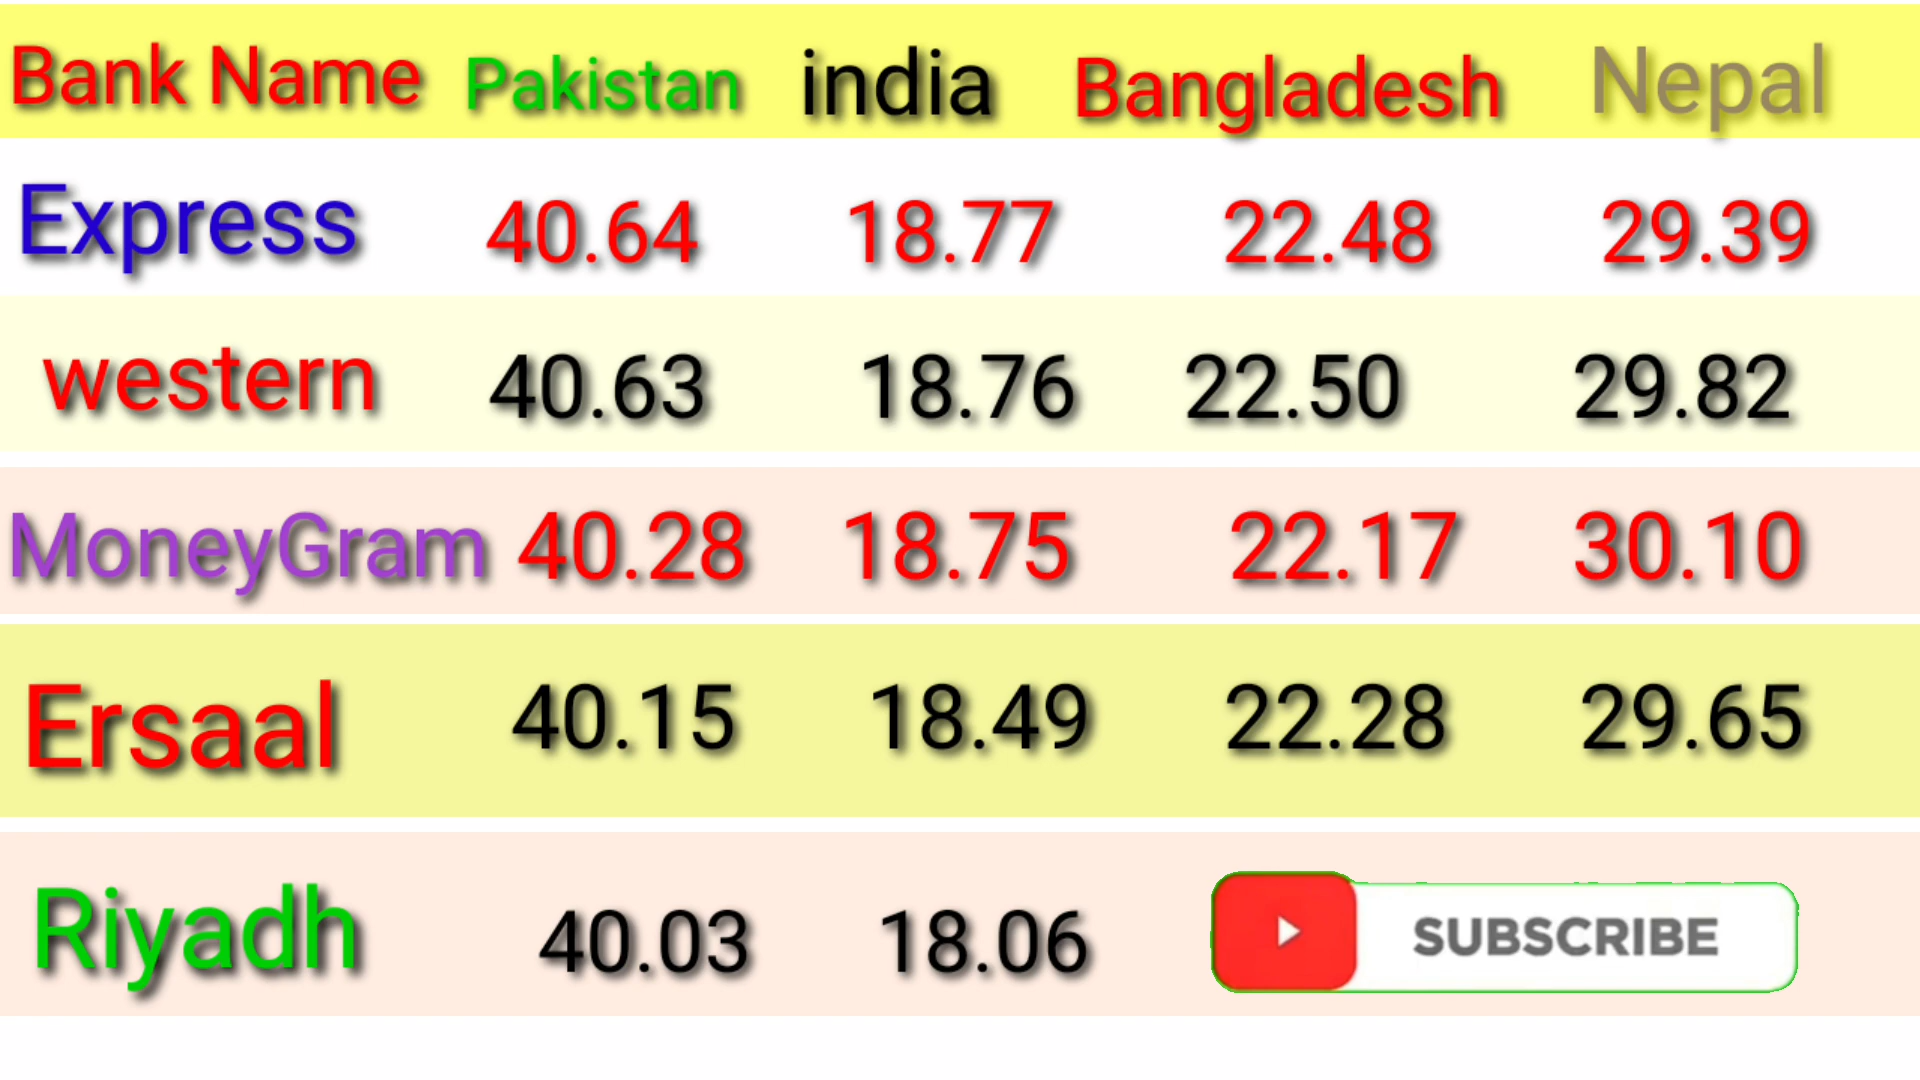 Bank Name Pakistan india Bangladesh Nepal
Express 40.64 18.77 22.48 29.39
western 40.63 18.76 22.50 29.82
MoneyGram 40.28 18.75 22.17 30.10
Ersaal 40.15 18.49 22.28 29.65
Riyadh 40.03 18.06 SUBSCRIBE